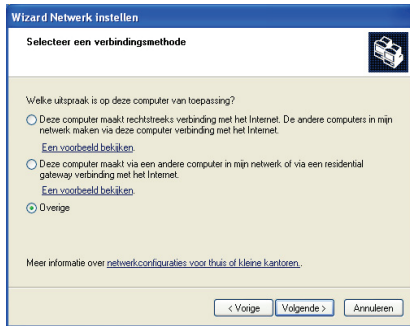 Wizard Netwerk instellen
Selecteer een verbindingsmethode
Welke uitspraak is op deze computer van toepassing?
Deze computer maakt rechtstreeks verbinding met het Internet. De andere computers in mijn
netwerk maken via deze computer verbinding met het Internet.
Een voorbeeld bekijken.
Deze computer maakt via een andere computer in mijn netwerk of via een residential
gateway verbinding met het Internet.
Een voorbeeld bekijken.
Overige
Meer informatie over netwerkconfiguraties voor thuis of kleine kantoren..
< Vorige Volgende > Annuleren